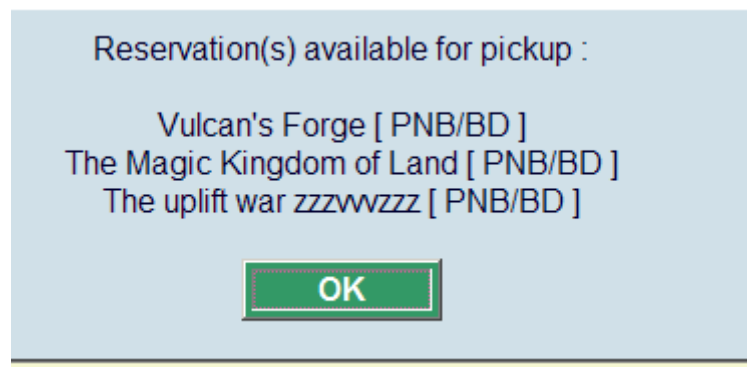 Reservation(s) available for pickup :
Vulcan's Forge [ PNB/BD ]
The Magic Kingdom of Land [ PNB/BD ]
The uplift war zzzvvvzzz [ PNB/BD ]
OK